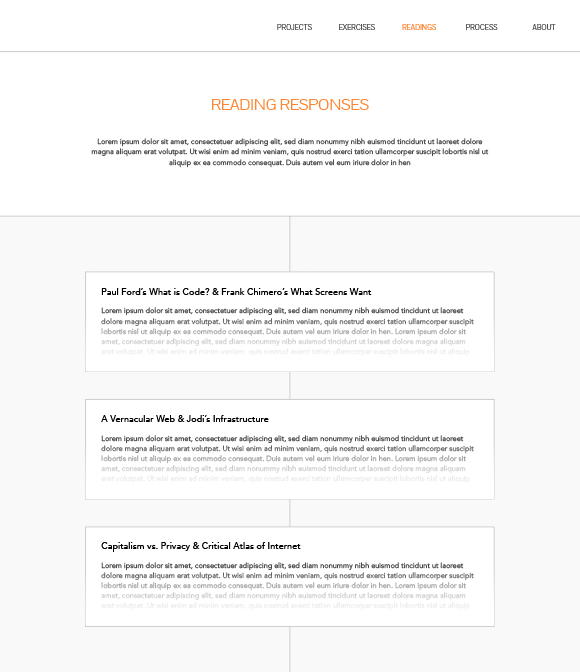 PROJECTS EXERCISES READINGS PROCESS ABOUT
READING RESPONSES
Lorem ipsum dolor sit amet, consectetuer adipiscing elit, sed diam nonummy nibh euismod tincidunt ut laoreet dolore
magna aliquam erat volutpat. Ut wisi enim ad minim veniam, quis nostrud exerci tation ullamcorper suscipit lobortis nisl ut
aliquip ex ea commodo consequat. Duis autem vel eum iriure dolor in hen
Paul Ford's What is Code? & Frank Chimero's What Screens Want
Lorem ipsum dolor sit amet, consectetuer adipiscing elit, sed diam nonummy nibh euismod tincidunt ut laoreet
dolore magna aliquam erat volutpat. Ut wisi enim ad minim veniam, quis nostrud exerci tation ullamcorper suscipit
lobortis nisl ut aliquip ex ea commodo consequat. Duis autem vel eum iriure dolor in hen. Lorem ipsum dolor sit
amet, consectetuer adipiscing elit, sed diam nonummy nibh euismod tincidunt ut laoreet dolore magna aliquam
erat volutpat. Ut wisi enim ad minim veniam, quis nostrud exerci tation ullamcorper suscipit lobortis nisl ut aliquip
A Vernacular Web & Jodi's Infrastructure
Lorem ipsum dolor sit amet, consectetuer adipiscing elit, sed diam nonummy nibh euismod tincidunt ut laoreet
dolore magna aliquam erat volutpat. Ut wisi enim ad minim veniam, quis nostrud exerci tation ullamcorper suscipit
lobortis nisl ut aliquip ex ea commodo consequat. Duis autem vel eum iriure dolor in hen. Lorem ipsum dolor sit
amet, consectetuer adipiscing elit, sed diam nonummy nibh euismod tincidunt ut laoreet dolore magna aliquam
erat volutpat. Ut wisi enim ad minim veniam, quis nostrud exerci tation ullamcorper suscipit lobortis nisl ut aliquip
Capitalism vs. Privacy & Critical Atlas of Internet
Lorem ipsum dolor sit amet, consectetuer adipiscing elit, sed diam nonummy nibh euismod tincidunt ut laoreet
dolore magna aliquam erat volutpat. Ut wisi enim ad minim veniam, quis nostrud exerci tation ullamcorper suscipit
lobortis nisl ut aliquip ex ea commodo consequat. Duis autem vel eum iriure dolor in hen. Lorem ipsum dolor sit
amet, consectetuer adipiscing elit, sed diam nonummy nibh euismod tincidunt ut laoreet dolore magna aliquam
erat volutpat. Ut wisi enim ad minim veniam, quis nostrud exerci tation ullamcorper suscipit lobortis nisl ut aliquip